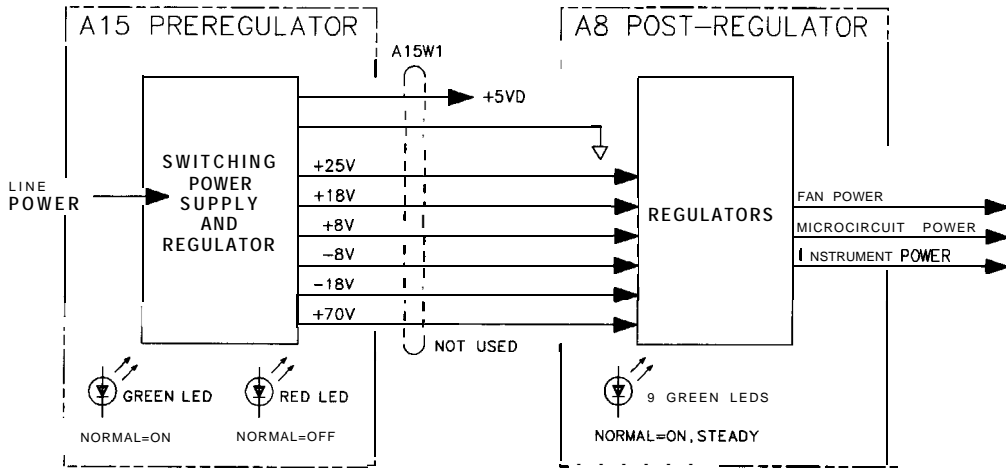 A15 PREREGULATOR
A8 POST-REGULATOR
A15W1
+5VD
SWITCHING
POWER
SUPPLY
AND
REGULATOR
LINE
POWER
+25V
+18V
+8V
-8V
-18V
+70V
NOT USED
REGULATORS
FAN POWER
MICROCIRCUIT POWER
INSTRUMENT POWER
GREEN LED
RED LED
NORMAL=ON
NORMAL=OFF
9 GREEN LEDS
NORMAL=ON, STEADY